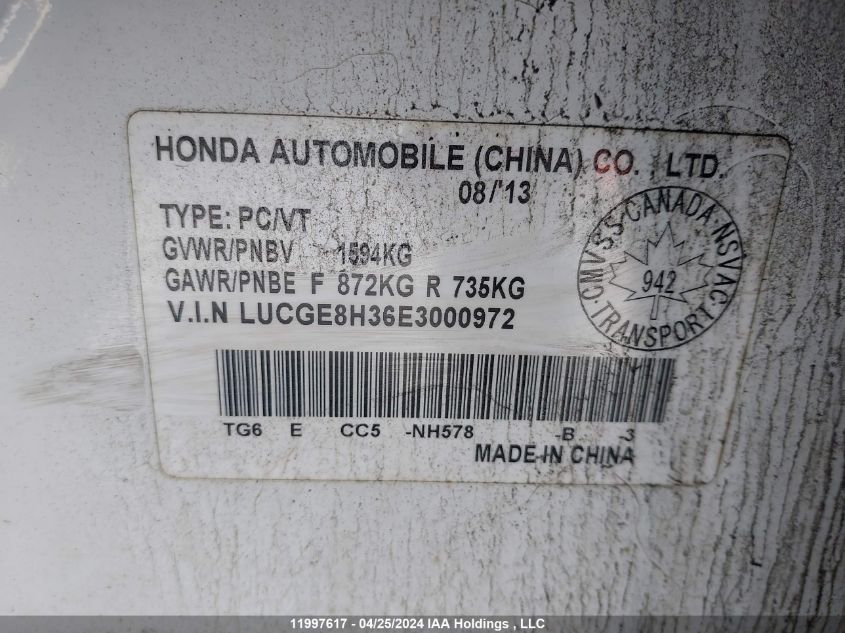 HONDA AUTOMOBILE (CHINA) CO., LTD.
08/'13
TYPE: PC/VT
GVWR/PNBV 1594KG
GAWR/PNBE F 872KG R 735KG
V.I.N LUCGE8H36E3000972
CMVSS CANADA NSVAC
942
TRANSPORT
TG6 E CC5 -NH578 -B -3
MADE IN CHINA
11997617 - 04/25/2024 IAA Holdings , LLC